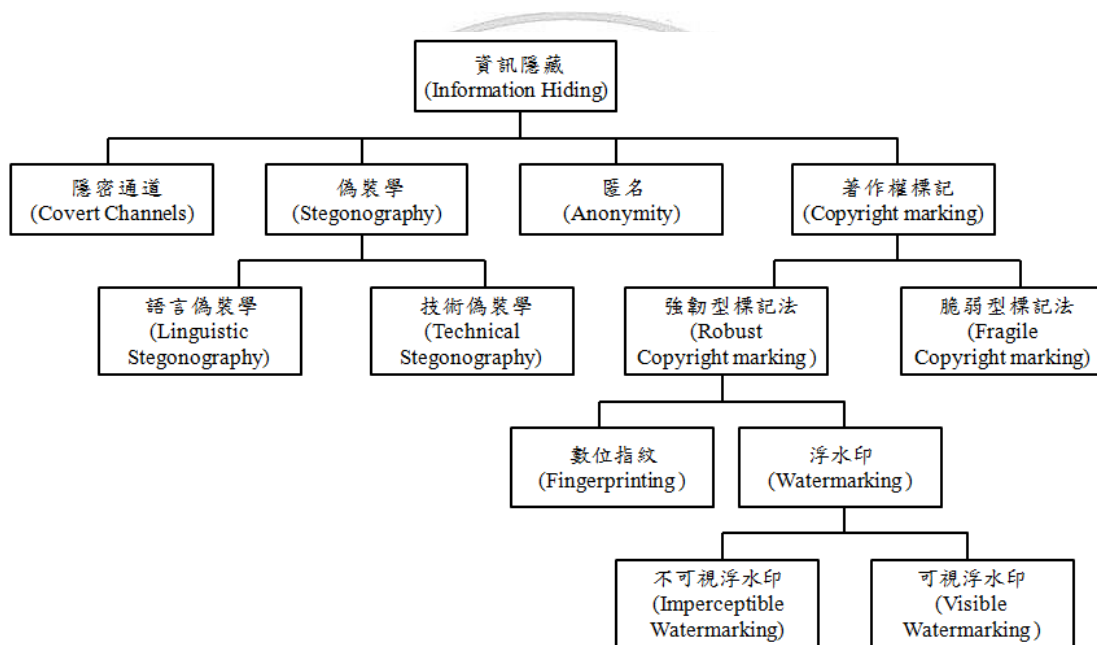 資訊隱藏
(Information Hiding)
隱密通道
(Covert Channels)
偽裝學
(Stegonography)
匿名
(Anonymity)
著作權標記
(Copyright marking)
語言偽裝學
(Linguistic
Stegonography)
技術偽裝學
(Technical
Stegonography)
強韌型標記法
(Robust
Copyright marking)
脆弱型標記法
(Fragile
Copyright marking)
數位指紋
(Fingerprinting)
浮水印
(Watermarking)
不可視浮水印
(Imperceptible
Watermarking)
可視浮水印
(Visible
Watermarking)